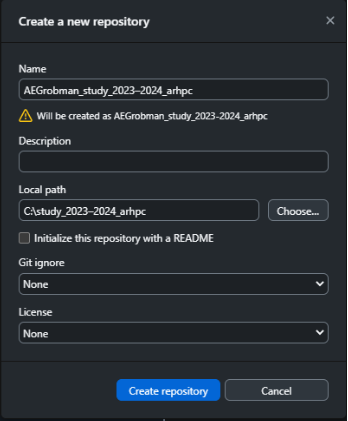 Create a new repository
Name
AEGrobman_study_2023–2024_arhpc
Will be created as AEGrobman_study_2023-2024_arhpc
Description
Local path
C:\study_2023–2024_arhpc
Choose...
Initialize this repository with a README
Git ignore
None
License
None
Create repository
Cancel